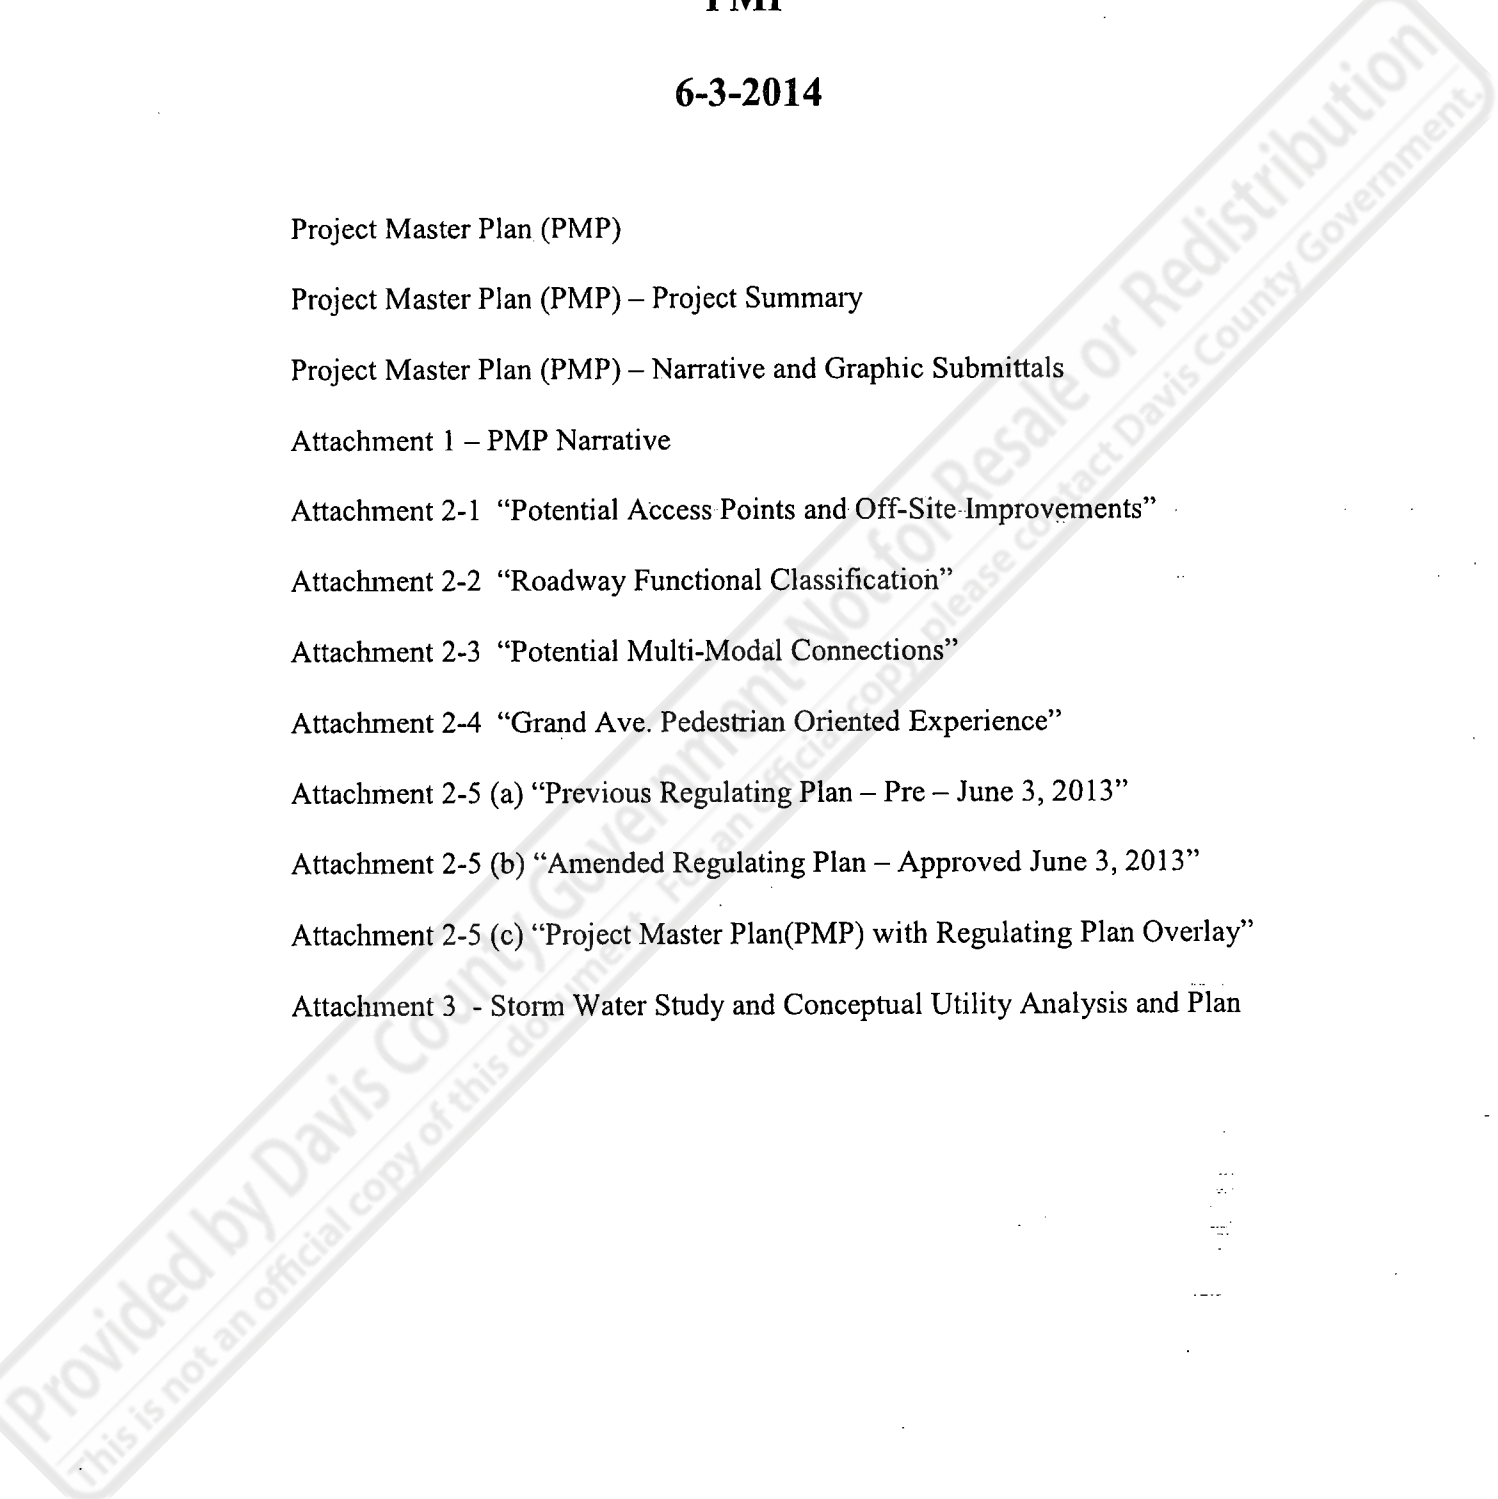 PMP
6-3-2014
Project Master Plan (PMP)
Project Master Plan (PMP) – Project Summary
Project Master Plan (PMP) – Narrative and Graphic Submittals
Attachment 1 – PMP Narrative
Attachment 2-1 “Potential Access Points and Off-Site Improvements”
Attachment 2-2 “Roadway Functional Classification”
Attachment 2-3 “Potential Multi-Modal Connections”
Attachment 2-4 “Grand Ave. Pedestrian Oriented Experience”
Attachment 2-5 (a) “Previous Regulating Plan – Pre – June 3, 2013”
Attachment 2-5 (b) “Amended Regulating Plan – Approved June 3, 2013”
Attachment 2-5 (c) “Project Master Plan(PMP) with Regulating Plan Overlay”
Attachment 3 - Storm Water Study and Conceptual Utility Analysis and Plan
Provided by Davis County Government-Not for Resale or Redistribution
This is not an official copy of this document. For an official copy please contact Davis County Government.